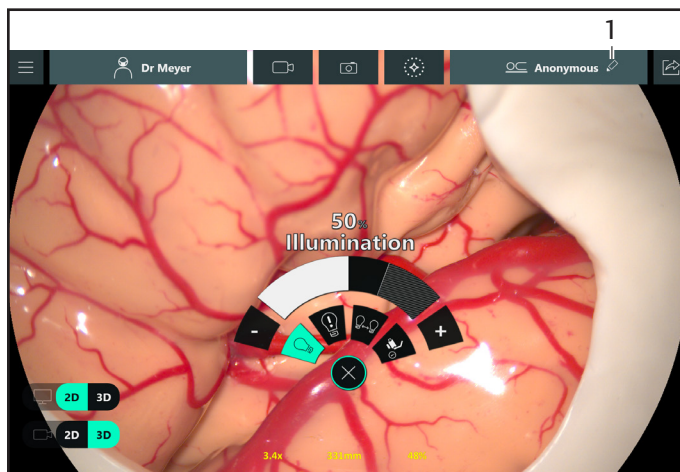 1
Dr Meyer
Anonymous
50%
Illumination
-
+
2D 3D
2D 3D
3.4x 331mm 48%